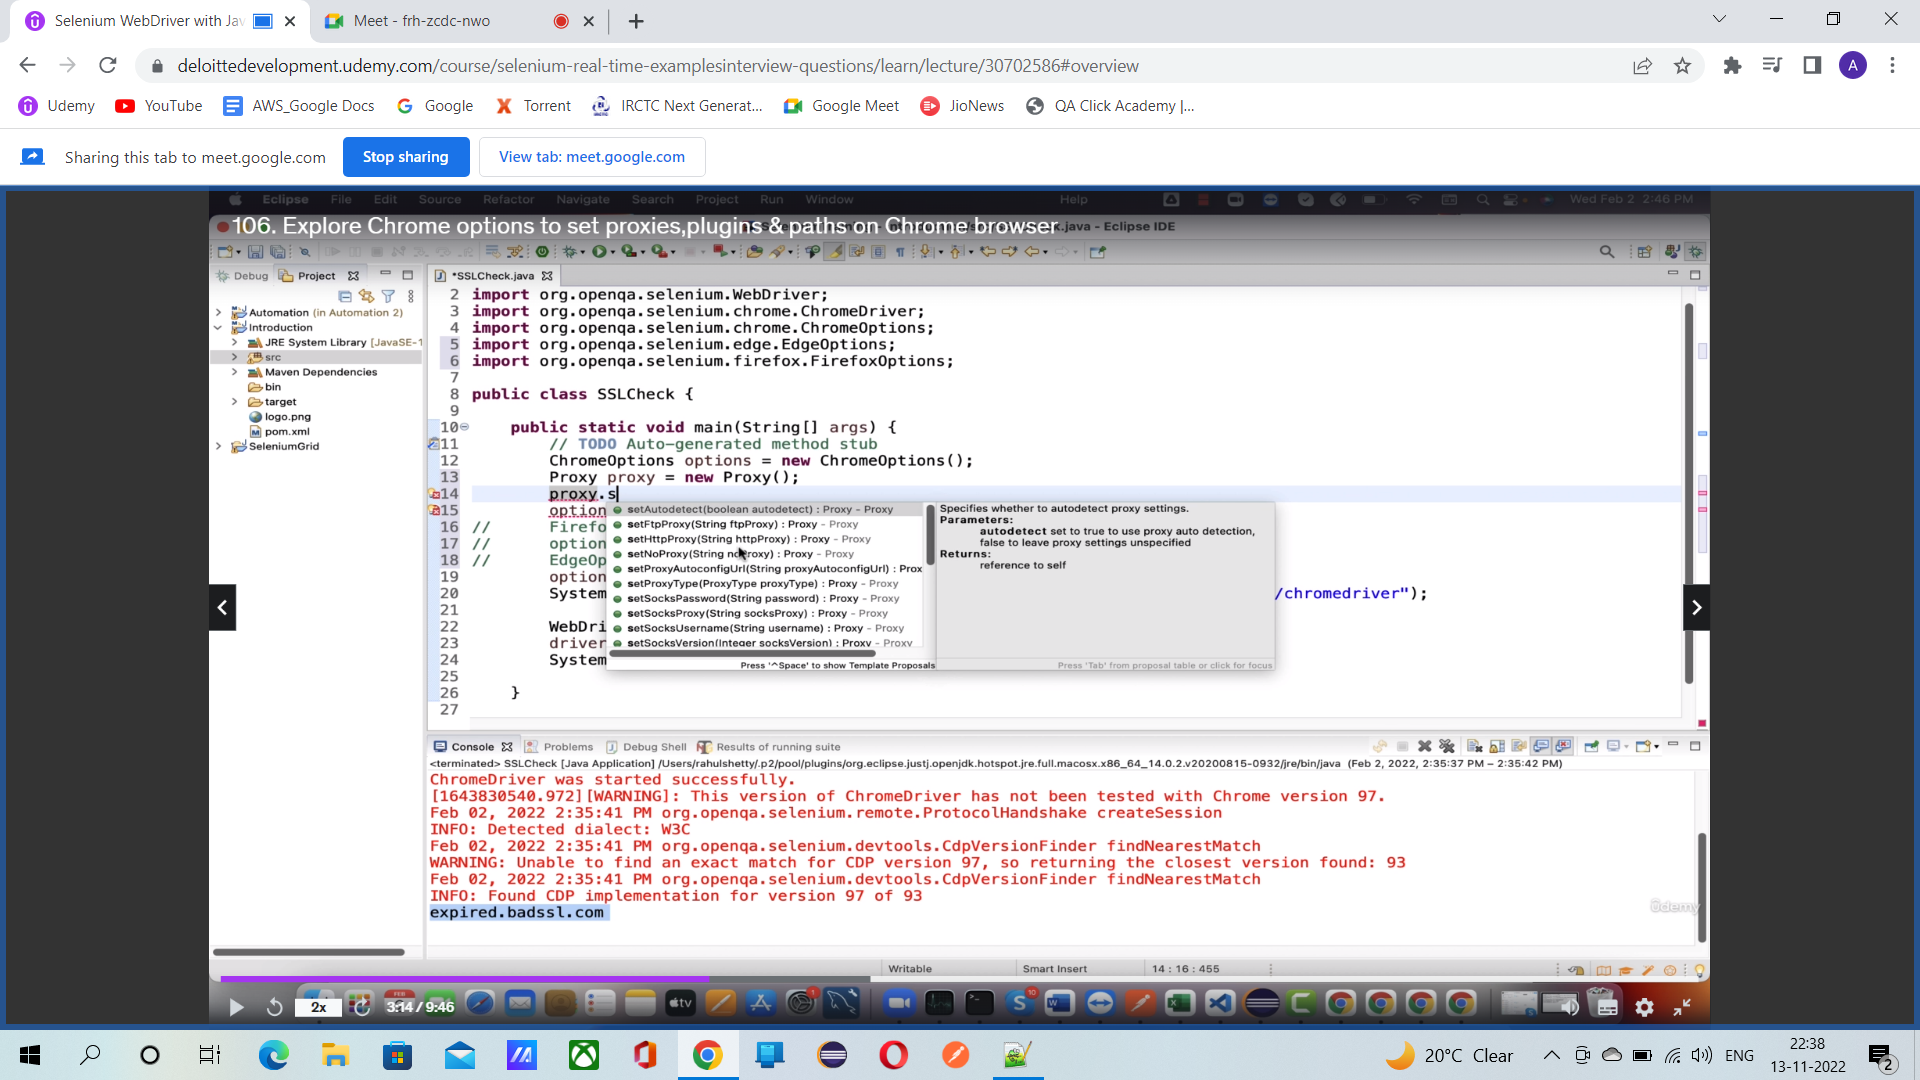 Selenium WebDriver with Jav
Meet - frh-zcdc-nwo
deloittedevelopment.udemy.com/course/selenium-real-time-examplesinterview-questions/learn/lecture/30702586#overview
A
Udemy
YouTube
AWS_Google Docs
Google
Torrent
IRCTC Next Generat...
Google Meet
JioNews
QA Click Academy |...
Sharing this tab to meet.google.com
Stop sharing
View tab: meet.google.com
Eclipse File Edit Source Refactor Navigate Search Project Run Window Help
Wed Feb 2 2:46 PM
106. Explore Chrome options to set proxies,plugins & paths on Chrome browser
k.java - Eclipse IDE
Debug
Project
*SSLCheck.java
Automation (in Automation 2)
Introduction
JRE System Library [JavaSE-1
src
Maven Dependencies
bin
target
logo.png
pom.xml
SeleniumGrid
2 import org.openqa.selenium.WebDriver;
3 import org.openqa.selenium.chrome.ChromeDriver;
4 import org.openqa.selenium.chrome.ChromeOptions;
5 import org.openqa.selenium.edge.EdgeOptions;
6 import org.openqa.selenium.firefox.FirefoxOptions;
7
8 public class SSLCheck {
9
10 public static void main(String[] args) {
11 // TODO Auto-generated method stub
12 ChromeOptions options = new ChromeOptions();
13 Proxy proxy = new Proxy();
14 proxy.s
15 option
16 // Firefo
17 // option
18 // EdgeOp
19 option
20 System /chromedriver");
21
22 WebDri
23 driver
24 System
25
26 }
27
setAutodetect(boolean autodetect) : Proxy - Proxy
setFtpProxy(String ftpProxy) : Proxy - Proxy
setHttpProxy(String httpProxy) : Proxy - Proxy
setNoProxy(String noProxy) : Proxy - Proxy
setProxyAutoconfigUrl(String proxyAutoconfigUrl) : Prox
setProxyType(ProxyType proxyType) : Proxy - Proxy
setSocksPassword(String password) : Proxy - Proxy
setSocksProxy(String socksProxy) : Proxy - Proxy
setSocksUsername(String username) : Proxy - Proxy
setSocksVersion(Integer socksVersion) : Proxy - Proxy
Press '^Space' to show Template Proposals
Specifies whether to autodetect proxy settings.
Parameters:
autodetect set to true to use proxy auto detection,
false to leave proxy settings unspecified
Returns:
reference to self
Press 'Tab' from proposal table or click for focus
Console
Problems
Debug Shell
Results of running suite
<terminated> SSLCheck [Java Application] /Users/rahulshetty/.p2/pool/plugins/org.eclipse.justj.openjdk.hotspot.jre.full.macosx.x86_64_14.0.2.v20200815-0932/jre/bin/java (Feb 2, 2022, 2:35:37 PM – 2:35:42 PM)
ChromeDriver was started successfully.
[1643830540.972][WARNING]: This version of ChromeDriver has not been tested with Chrome version 97.
Feb 02, 2022 2:35:41 PM org.openqa.selenium.remote.ProtocolHandshake createSession
INFO: Detected dialect: W3C
Feb 02, 2022 2:35:41 PM org.openqa.selenium.devtools.CdpVersionFinder findNearestMatch
WARNING: Unable to find an exact match for CDP version 97, so returning the closest version found: 93
Feb 02, 2022 2:35:41 PM org.openqa.selenium.devtools.CdpVersionFinder findNearestMatch
INFO: Found CDP implementation for version 97 of 93
expired.badssl.com
ûdemy
Writable
Smart Insert
14 : 16 : 455
2x
3:14 / 9:46
tv
20°C Clear
ENG
22:38
13-11-2022
2